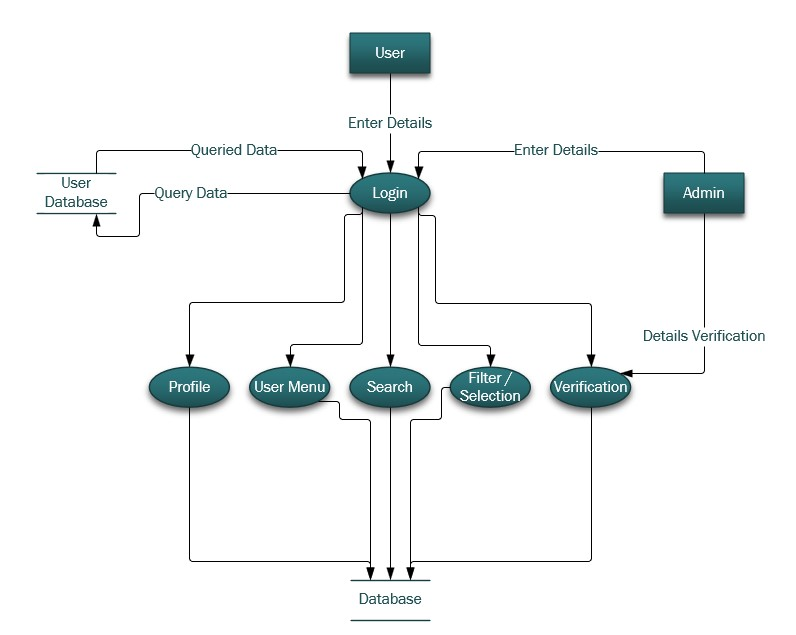 User
Enter Details
Queried Data
Enter Details
User
Database
Query Data
Login
Admin
Details Verification
Profile
User Menu
Search
Filter /
Selection
Verification
Database